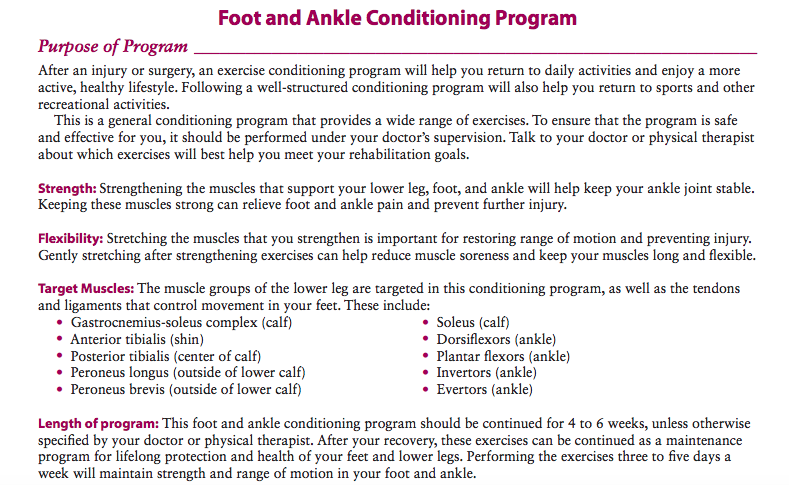 Foot and Ankle Conditioning Program
Purpose of Program
After an injury or surgery, an exercise conditioning program will help you return to daily activities and enjoy a more
active, healthy lifestyle. Following a well-structured conditioning program will also help you return to sports and other
recreational activities.
This is a general conditioning program that provides a wide range of exercises. To ensure that the program is safe
and effective for you, it should be performed under your doctor's supervision. Talk to your doctor or physical therapist
about which exercises will best help you meet your rehabilitation goals.
Strength: Strengthening the muscles that support your lower leg, foot, and ankle will help keep your ankle joint stable.
Keeping these muscles strong can relieve foot and ankle pain and prevent further injury.
Flexibility: Stretching the muscles that you strengthen is important for restoring range of motion and preventing injury.
Gently stretching after strengthening exercises can help reduce muscle soreness and keep your muscles long and flexible.
Target Muscles: The muscle groups of the lower leg are targeted in this conditioning program, as well as the tendons
and ligaments that control movement in your feet. These include:
• Gastrocnemius-soleus complex (calf)
• Anterior tibialis (shin)
• Posterior tibialis (center of calf)
• Peroneus longus (outside of lower calf)
• Peroneus brevis (outside of lower calf)
• Soleus (calf)
• Dorsiflexors (ankle)
• Plantar flexors (ankle)
• Invertors (ankle)
• Evertors (ankle)
Length of program: This foot and ankle conditioning program should be continued for 4 to 6 weeks, unless otherwise
specified by your doctor or physical therapist. After your recovery, these exercises can be continued as a maintenance
program for lifelong protection and health of your feet and lower legs. Performing the exercises three to five days a
week will maintain strength and range of motion in your foot and ankle.